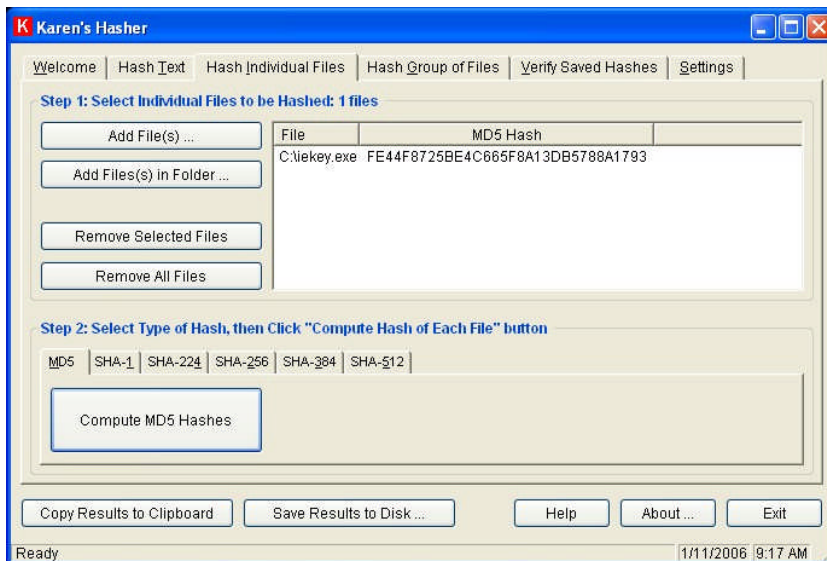 K Karen's Hasher
Welcome Hash Text Hash Individual Files Hash Group of Files Verify Saved Hashes Settings
Step 1: Select Individual Files to be Hashed: 1 files
Add File(s) ...
Add Files(s) in Folder ...
Remove Selected Files
Remove All Files
File MD5 Hash
C:\iekey.exe FE44F8725BE4C665F8A13DB5788A1793
Step 2: Select Type of Hash, then Click "Compute Hash of Each File" button
MD5 SHA-1 SHA-224 SHA-256 SHA-384 SHA-512
Compute MD5 Hashes
Copy Results to Clipboard Save Results to Disk ... Help About ... Exit
Ready 1/11/2006 9:17 AM